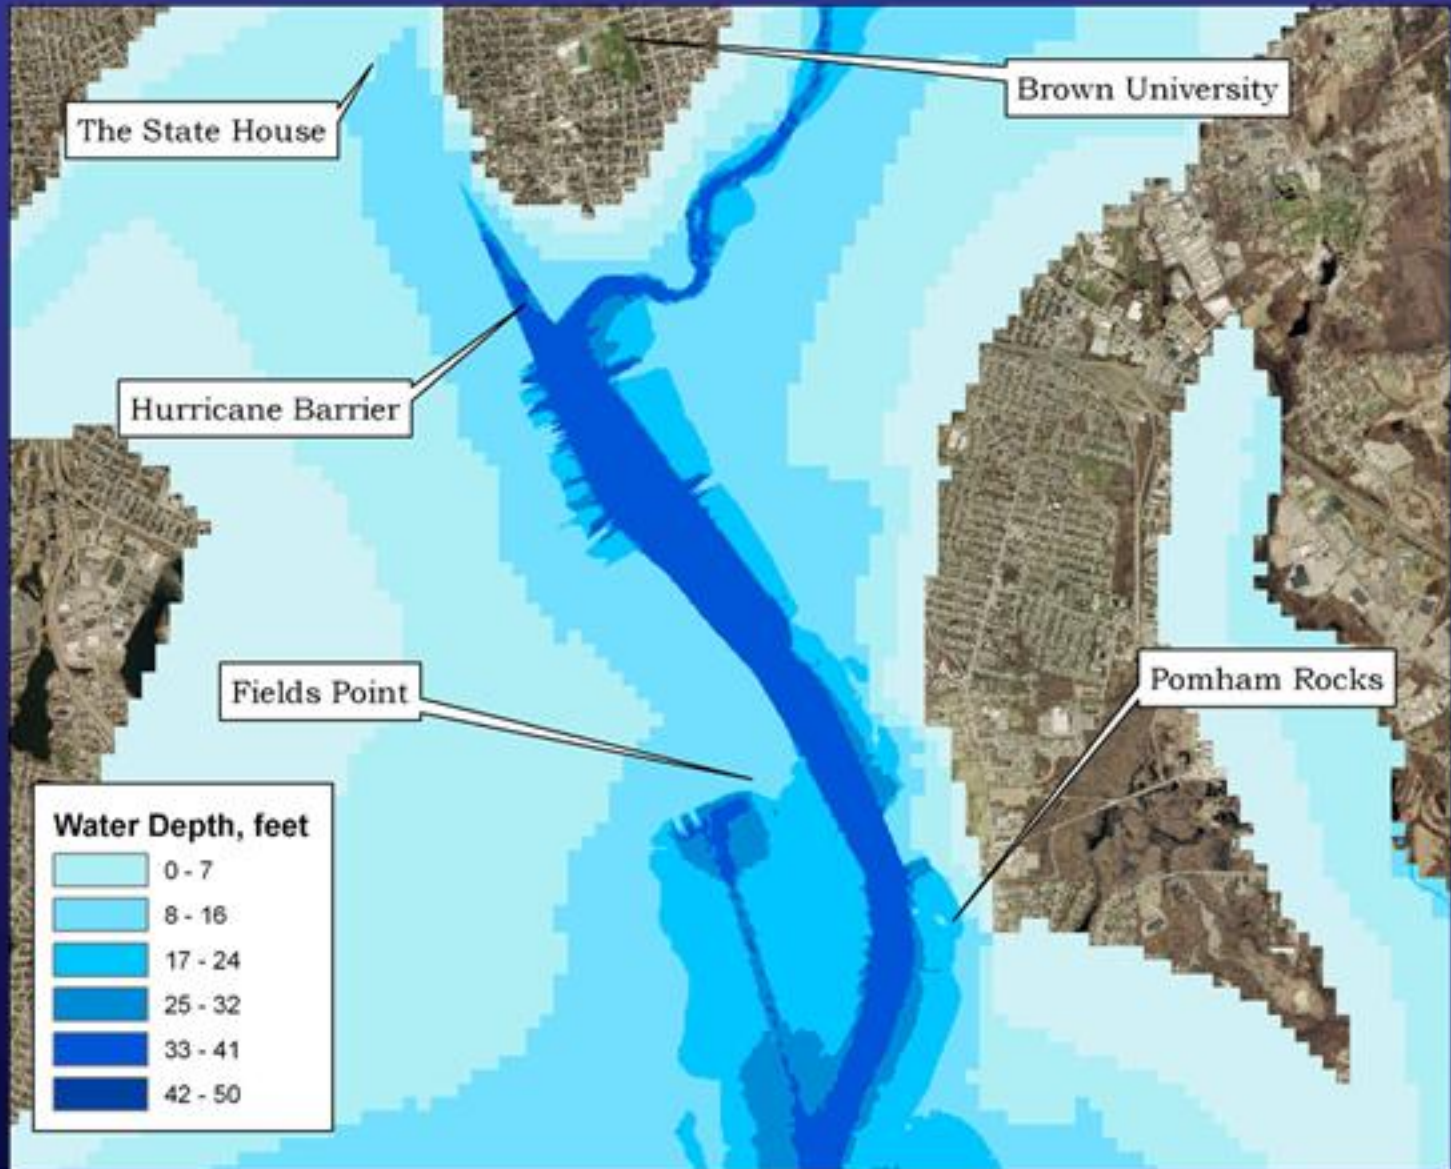 Brown University
The State House
Hurricane Barrier
Fields Point
Pomham Rocks
Water Depth, feet
0 - 7
8 - 16
17 - 24
25 - 32
33 - 41
42 - 50